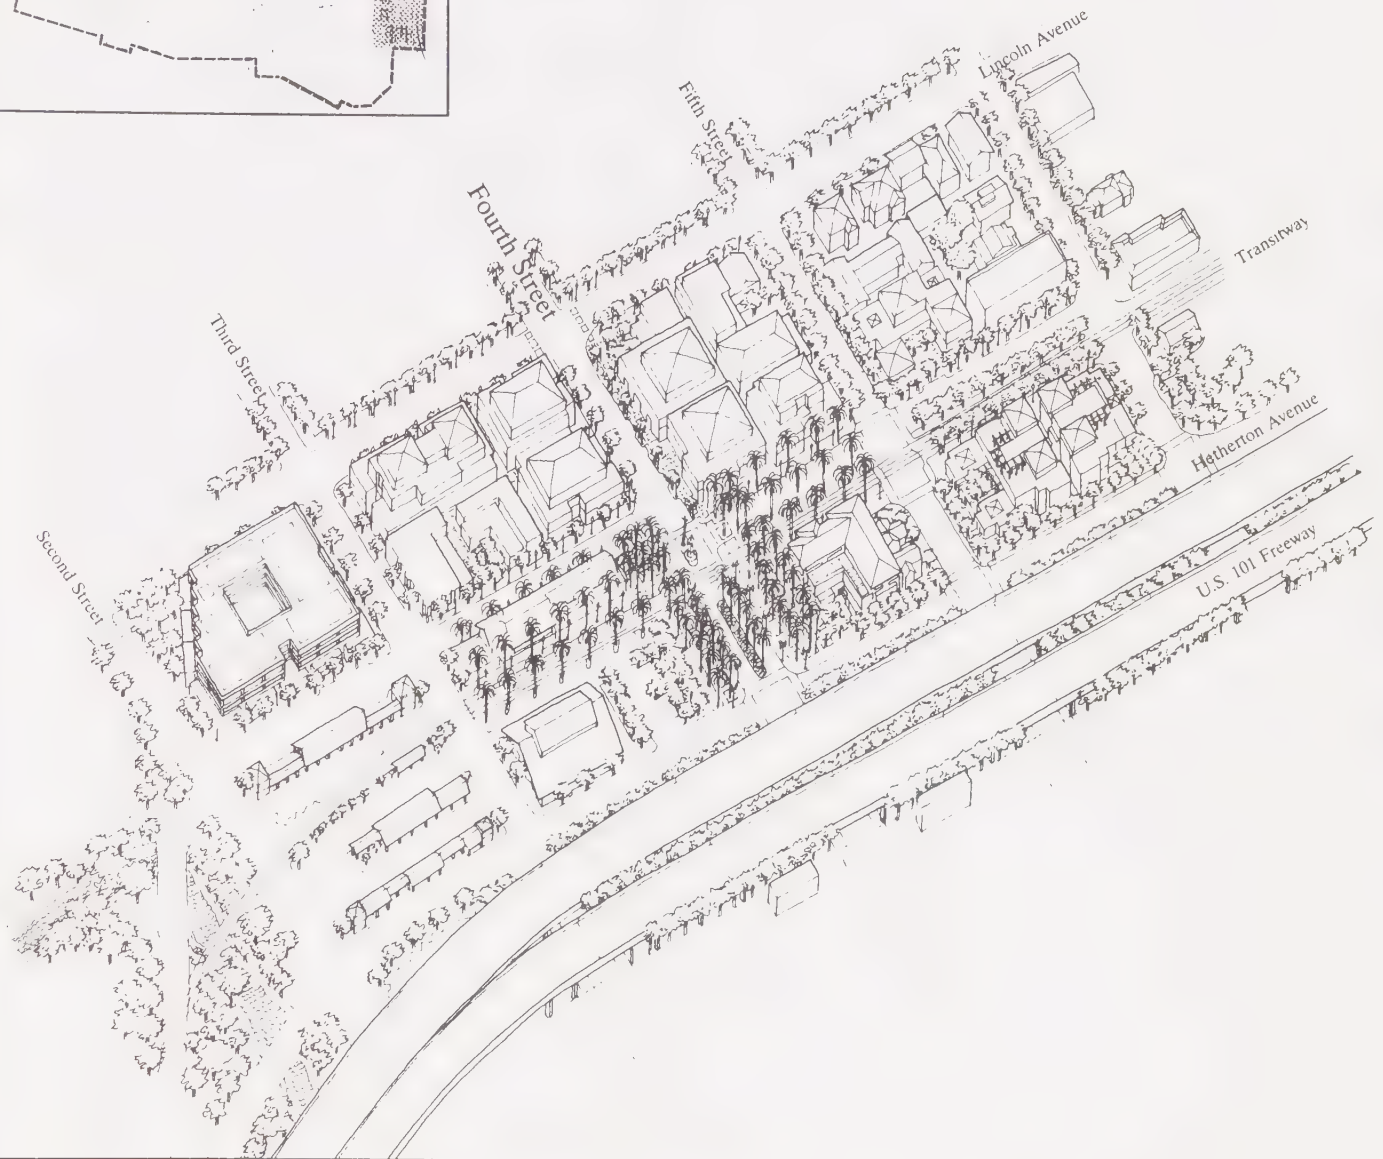 Lincoln Avenue
Fifth Street
Fourth Street
Transitway
Third Street
Hetherton Avenue
Second Street
U.S. 101 Freeway